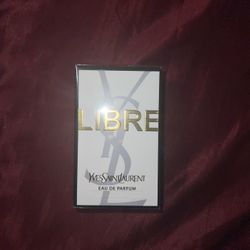 LIBRE
YVESSAINTLAURENT
EAU DE PARFUM